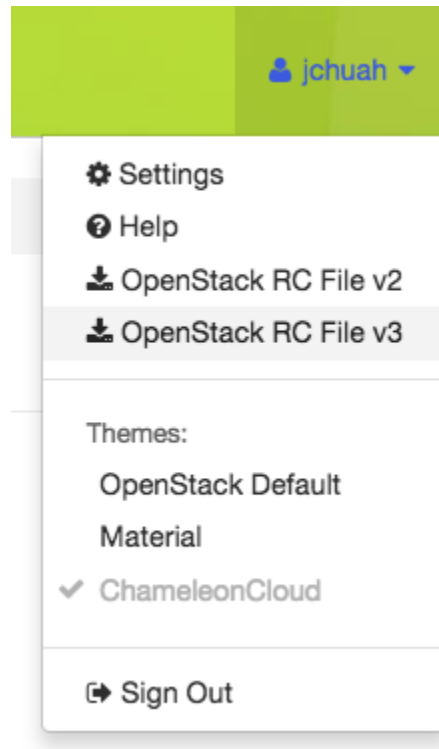 jchuah
Settings
Help
OpenStack RC File v2
OpenStack RC File v3
Themes:
OpenStack Default
Material
ChameleonCloud
Sign Out